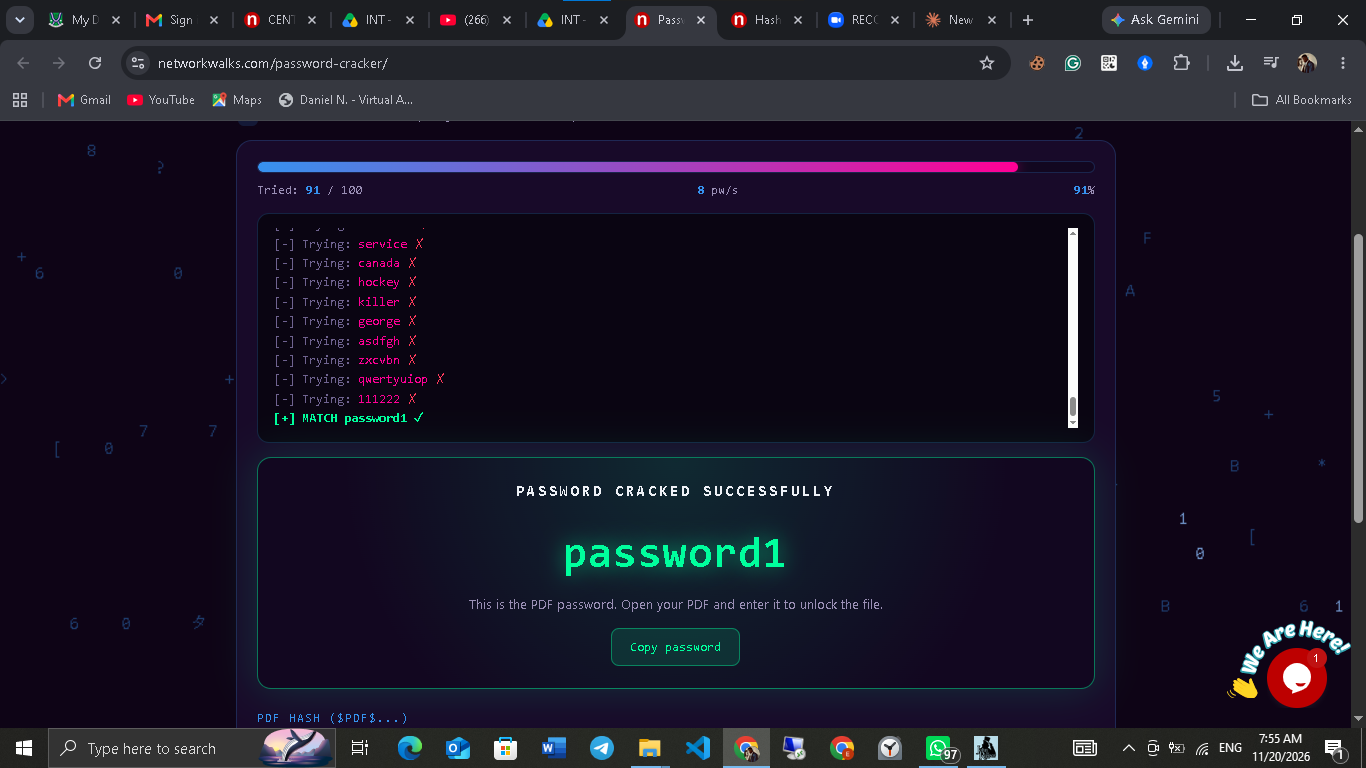 My D
Sign
CENT
INT -
(266)
INT -
Passw
Hash
RECC
New
Ask Gemini
networkwalks.com/password-cracker/
Gmail
YouTube
Maps
Daniel N. - Virtual A...
All Bookmarks
Tried: 91 / 100
8 pw/s
91%
[-] Trying: service ✗
[-] Trying: canada ✗
[-] Trying: hockey ✗
[-] Trying: killer ✗
[-] Trying: george ✗
[-] Trying: asdfgh ✗
[-] Trying: zxcvbn ✗
[-] Trying: qwertyuiop ✗
[-] Trying: 111222 ✗
[+] MATCH password1 ✓
PASSWORD CRACKED SUCCESSFULLY
password1
This is the PDF password. Open your PDF and enter it to unlock the file.
Copy password
PDF HASH ($PDF$...)
We Are Here!
1
Type here to search
97
ENG
7:55 AM
11/20/2026
1